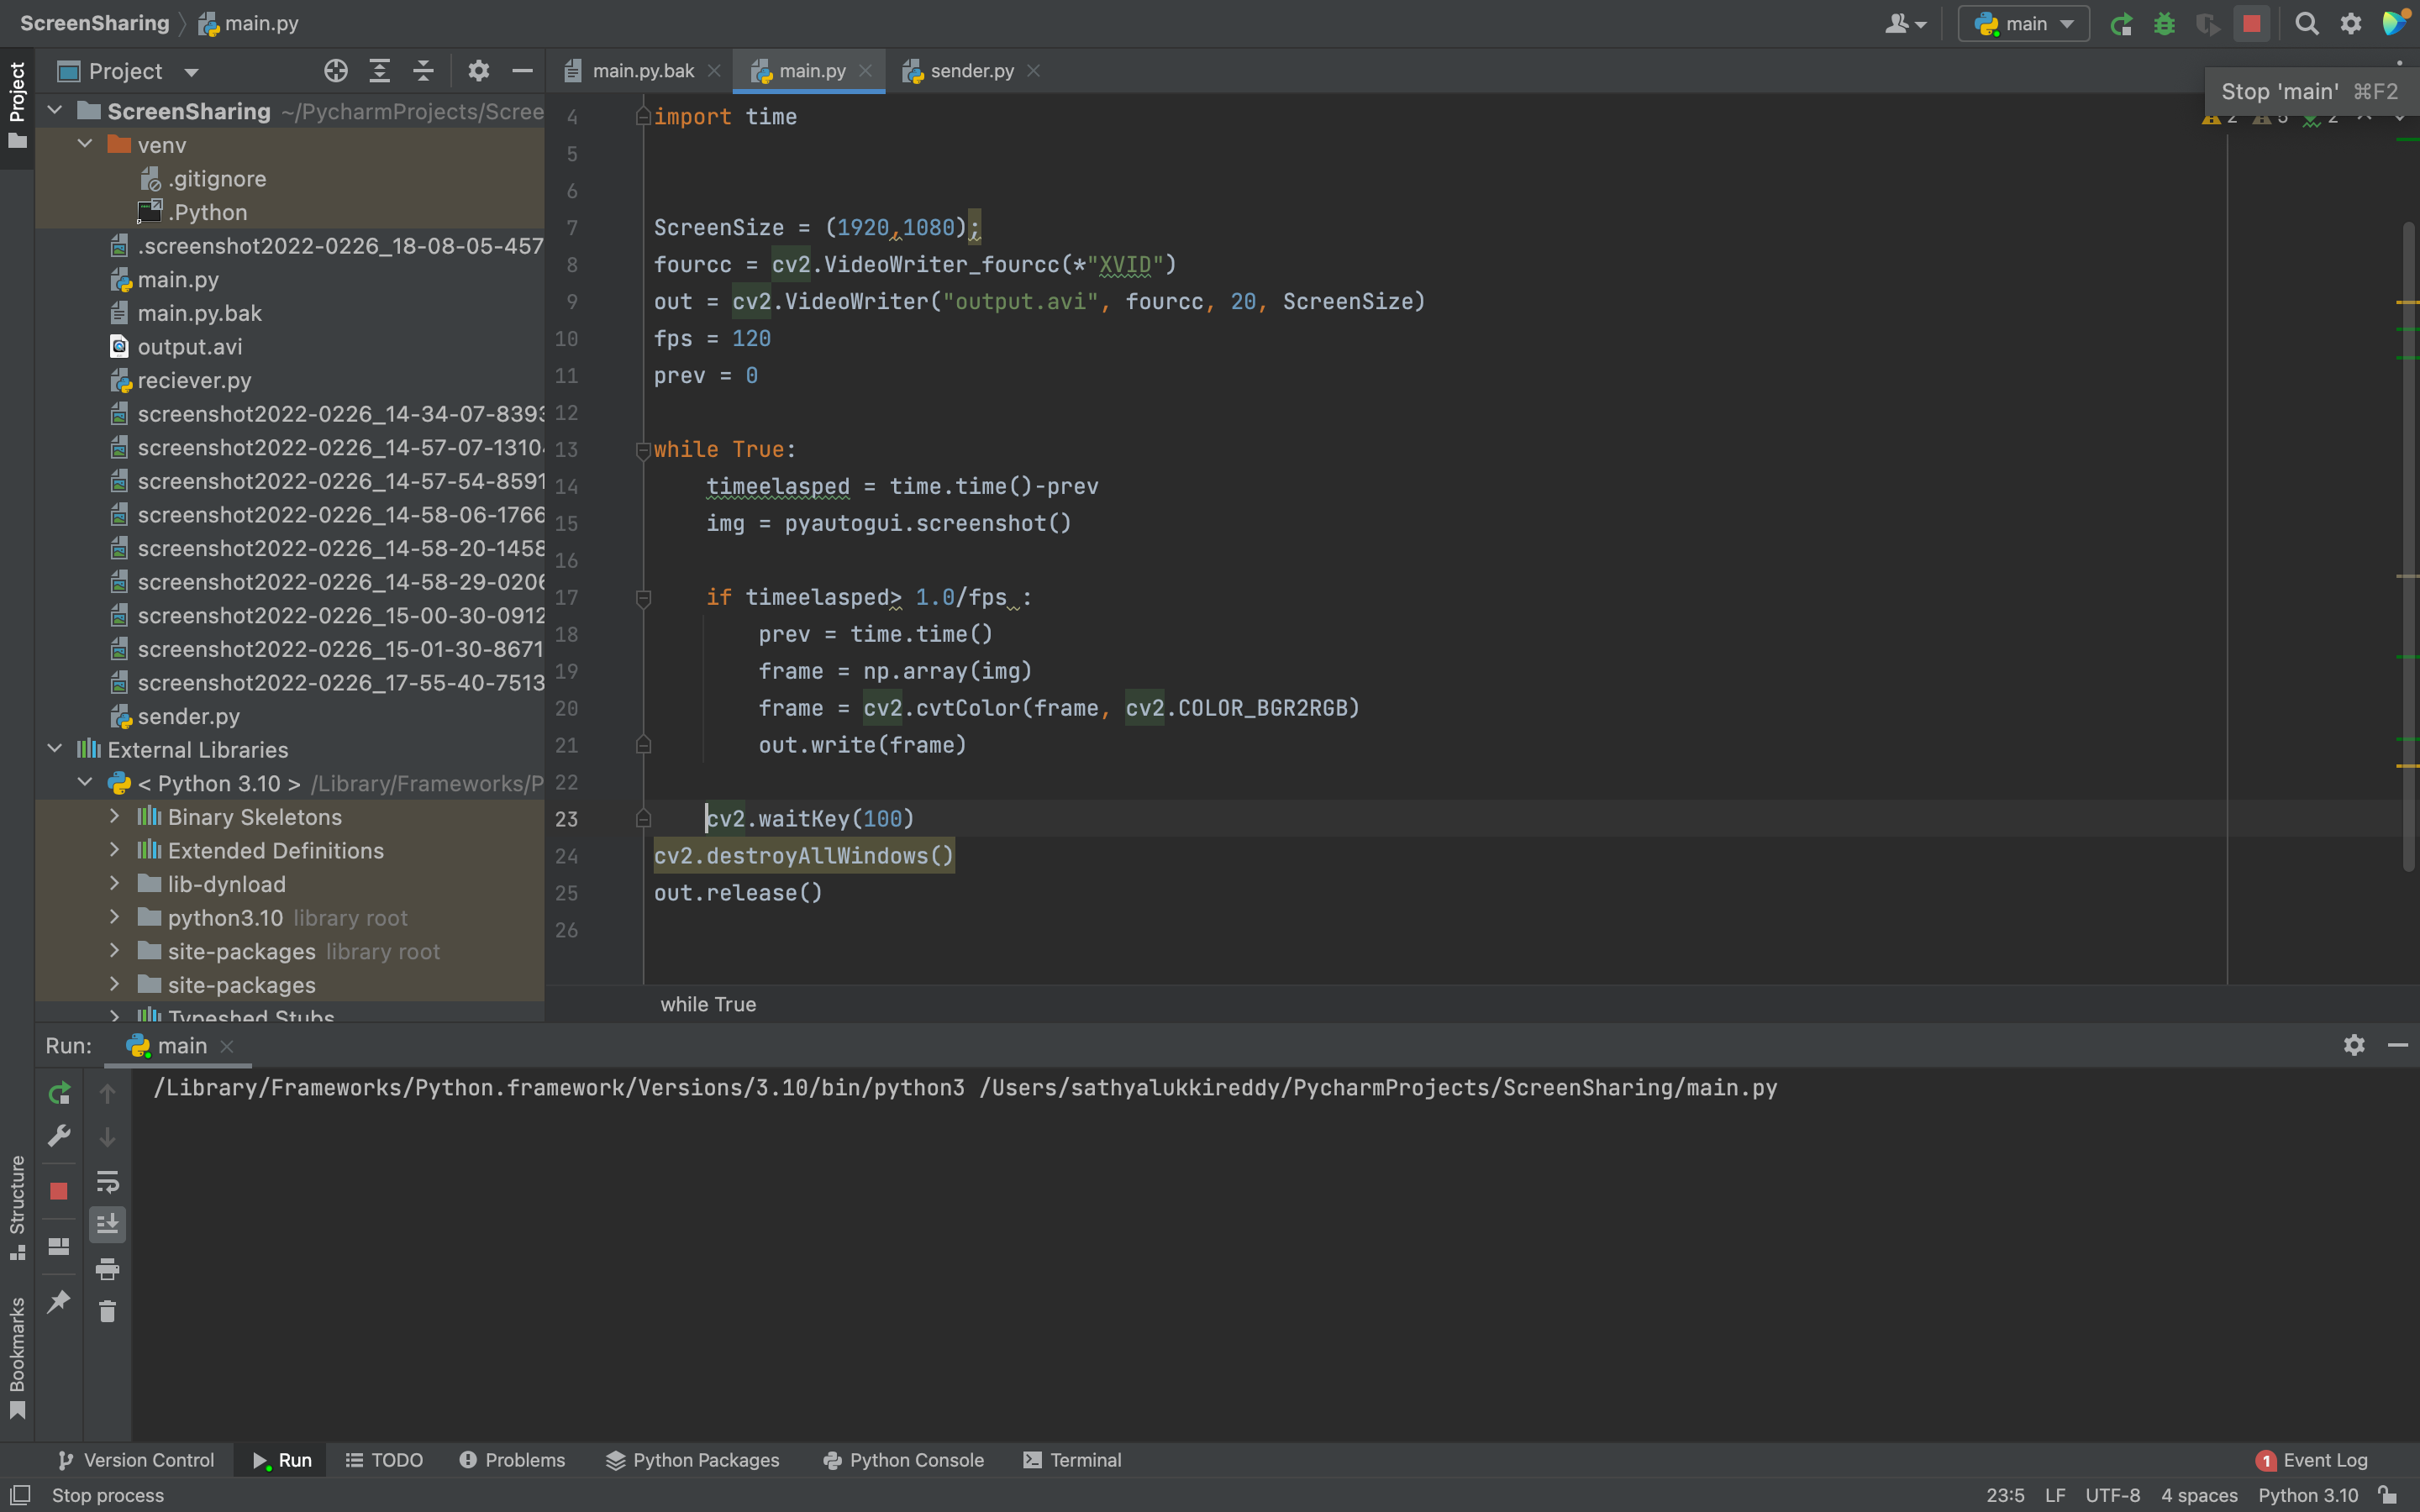 ScreenSharing main.py
main
Project
main.py.bak
main.py
sender.py
Stop 'main' ⌘F2
2 5 2
Project
ScreenSharing ~/PycharmProjects/Scree
venv
.gitignore
.Python
.screenshot2022-0226_18-08-05-457
main.py
main.py.bak
output.avi
reciever.py
screenshot2022-0226_14-34-07-8393
screenshot2022-0226_14-57-07-1310
screenshot2022-0226_14-57-54-8591
screenshot2022-0226_14-58-06-1766
screenshot2022-0226_14-58-20-1458
screenshot2022-0226_14-58-29-0206
screenshot2022-0226_15-00-30-0912
screenshot2022-0226_15-01-30-8671
screenshot2022-0226_17-55-40-7513
sender.py
External Libraries
< Python 3.10 > /Library/Frameworks/P
Binary Skeletons
Extended Definitions
lib-dynload
python3.10 library root
site-packages library root
site-packages
Typeshed Stubs
4 import time
5
6
7 ScreenSize = (1920,1080);
8 fourcc = cv2.VideoWriter_fourcc(*"XVID")
9 out = cv2.VideoWriter("output.avi", fourcc, 20, ScreenSize)
10 fps = 120
11 prev = 0
12
13 while True:
14 timeelasped = time.time()-prev
15 img = pyautogui.screenshot()
16
17 if timeelasped> 1.0/fps :
18 prev = time.time()
19 frame = np.array(img)
20 frame = cv2.cvtColor(frame, cv2.COLOR_BGR2RGB)
21 out.write(frame)
22
23 cv2.waitKey(100)
24 cv2.destroyAllWindows()
25 out.release()
26
while True
Run: main
/Library/Frameworks/Python.framework/Versions/3.10/bin/python3 /Users/sathyalukkireddy/PycharmProjects/ScreenSharing/main.py
Structure
Bookmarks
Version Control
Run
TODO
Problems
Python Packages
Python Console
Terminal
1 Event Log
Stop process
23:5 LF UTF-8 4 spaces Python 3.10